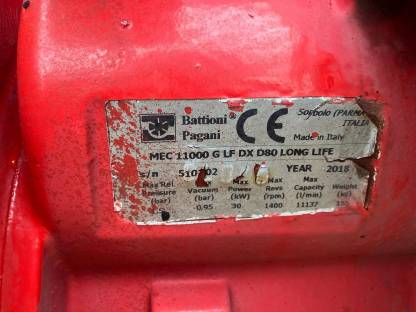 Battioni Pagani® CE Sorbolo (PARMA ITALIA
Made in Italy
MEC 11000 G LF DX D80 LONG LIFE
s/n YEAR 2018
Max Rel. Pressure (bar) Max Vacuum (bar) Max Power (kW) Max Revs (rpm) Max Capacity (l/min) Weight (kg)
0,95 30 1400 11137